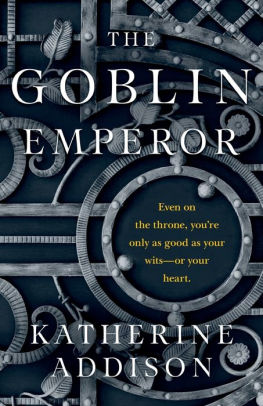 THE
GOBLIN
EMPEROR
Even on
the throne, you're
only as good as your
wits—or your
heart.
KATHERINE
ADDISON